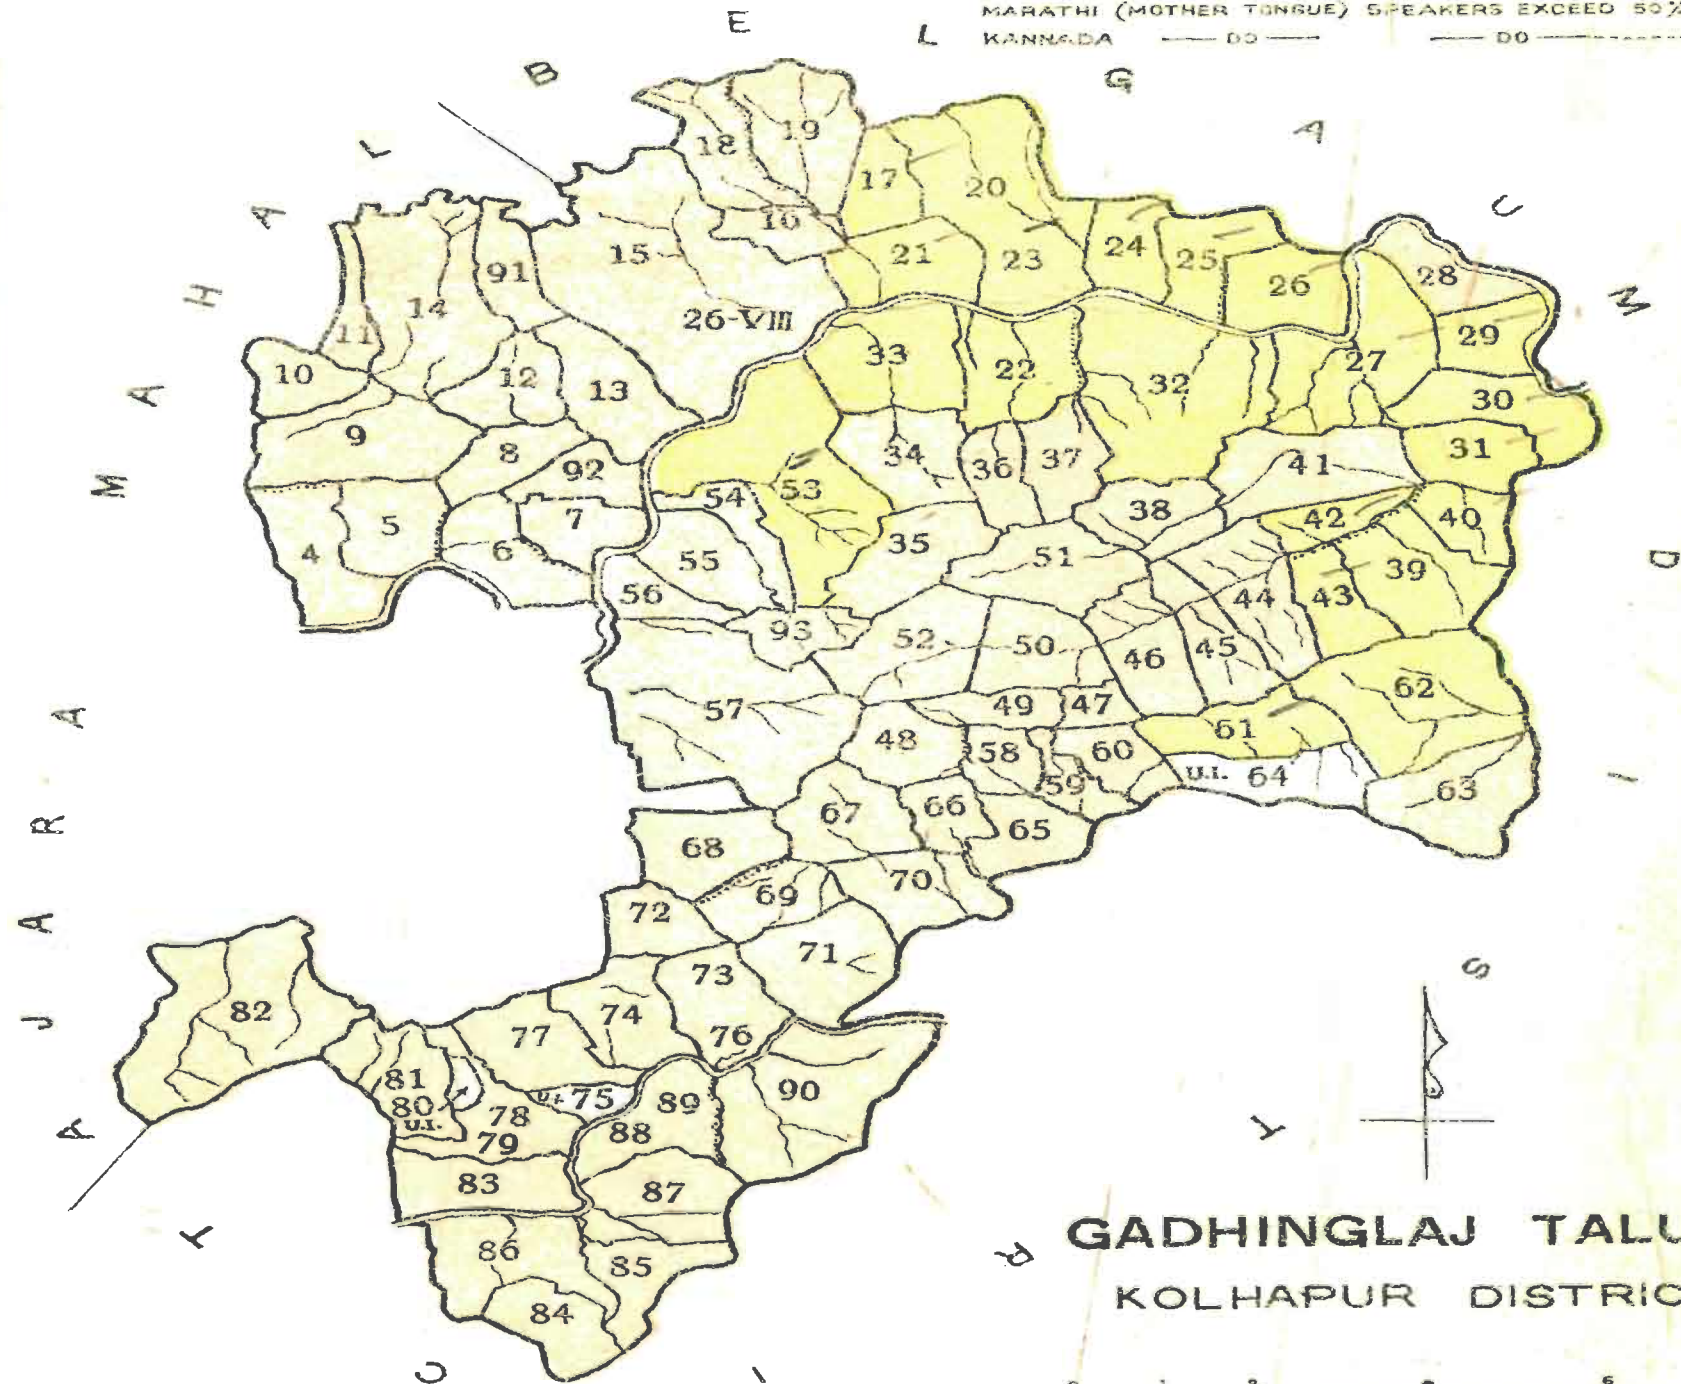 MARATHI (MOTHER TONGUE) SPEAKERS EXCEED 50%
KANNADA DO DO
B E L G A U M
D I S T R I C T
M A H A L
A J A R A
18 19
17 20
16
15 21 23 24 25 26 28
91
14 26-VIII
11 29
10 12 13 33 22 32 27
30
9 8 92 34 36 37 41 31
54 53
5 7 38 42 40
4 6 55 35 51 39
56 44 43
93 52 50 46 45
57 49 47 62
48 58 60 61
59 U.I. 64 63
67 66 65
68
69 70
72
71
73
82 74
77 76
81 75 89 90
80 78 88
U.I. 79
83 87
86 85
84
GADHINGLAJ TALU
KOLHAPUR DISTRIC